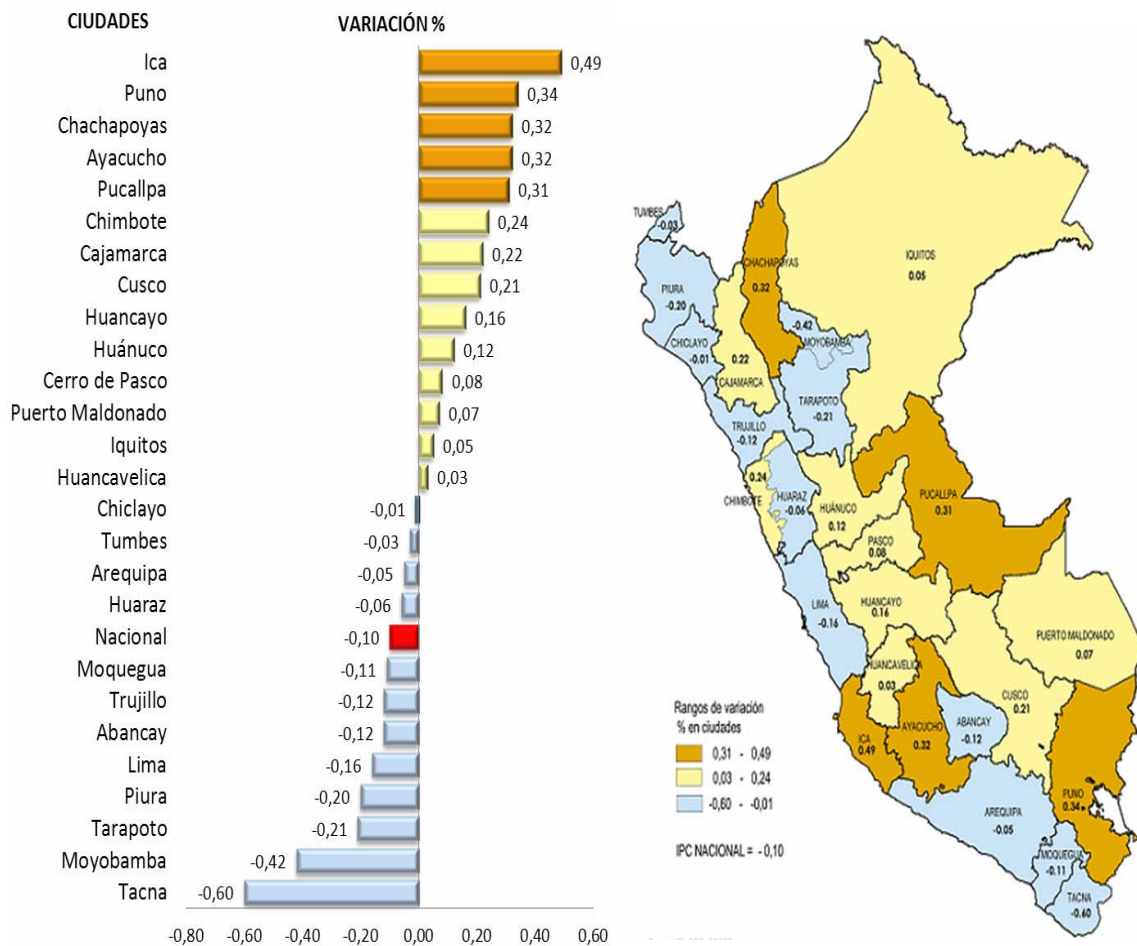 CIUDADES VARIACIÓN %
Ica 0,49
Puno 0,34
Chachapoyas 0,32
Ayacucho 0,32
Pucallpa 0,31
Chimbote 0,24
Cajamarca 0,22
Cusco 0,21
Huancayo 0,16
Huánuco 0,12
Cerro de Pasco 0,08
Puerto Maldonado 0,07
Iquitos 0,05
Huancavelica 0,03
Chiclayo -0,01
Tumbes -0,03
Arequipa -0,05
Huaraz -0,06
Nacional -0,10
Moquegua -0,11
Trujillo -0,12
Abancay -0,12
Lima -0,16
Piura -0,20
Tarapoto -0,21
Moyobamba -0,42
Tacna -0,60
-0,80 -0,60 -0,40 -0,20 0,00 0,20 0,40 0,60
TUMBES
-0.03
IQUITOS
0.05
CHACHAPOYAS
0.32
PIURA
-0.20
-0.42
MOYOBAMBA
CHICLAYO
-0.01
0.22
CAJAMARCA
TARAPOTO
-0.21
TRUJILLO
-0.12
0.24
CHIMBOTE
HUARAZ
-0.06
HUÁNUCO
0.12
PUCALLPA
0.31
PASCO
0.08
LIMA
-0.16
HUANCAYO
0.16
PUERTO MALDONADO
0.07
HUANCAVELICA
0.03
CUSCO
0.21
ICA
0.49
AYACUCHO
0.32
ABANCAY
-0.12
PUNO
0.34
AREQUIPA
-0.05
MOQUEGUA
-0.11
TACNA
-0.60
Rangos de variación
% en ciudades
0,31 - 0,49
0,03 - 0,24
-0,60 - -0,01
IPC NACIONAL = - 0,10